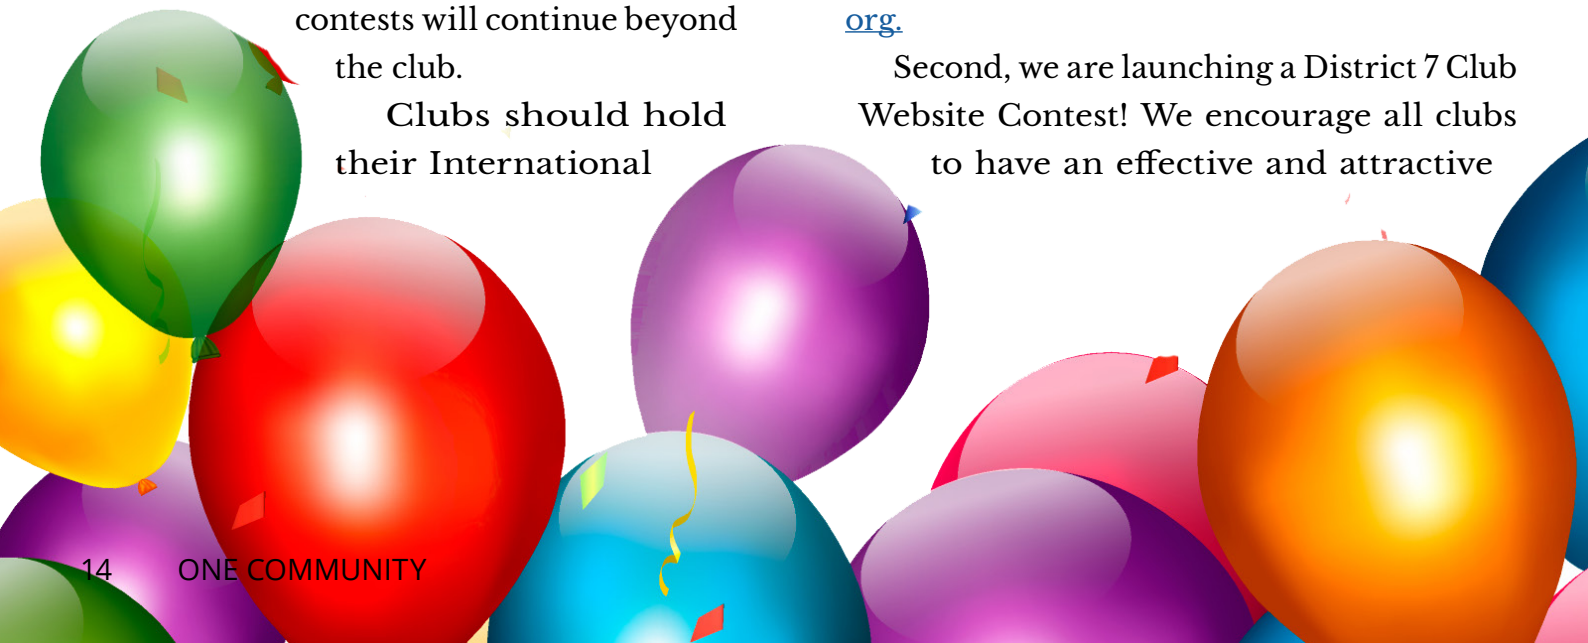 contests will continue beyond
the club.
Clubs should hold
their International
org.
Second, we are launching a District 7 Club
Website Contest! We encourage all clubs
to have an effective and attractive
14 ONE COMMUNITY